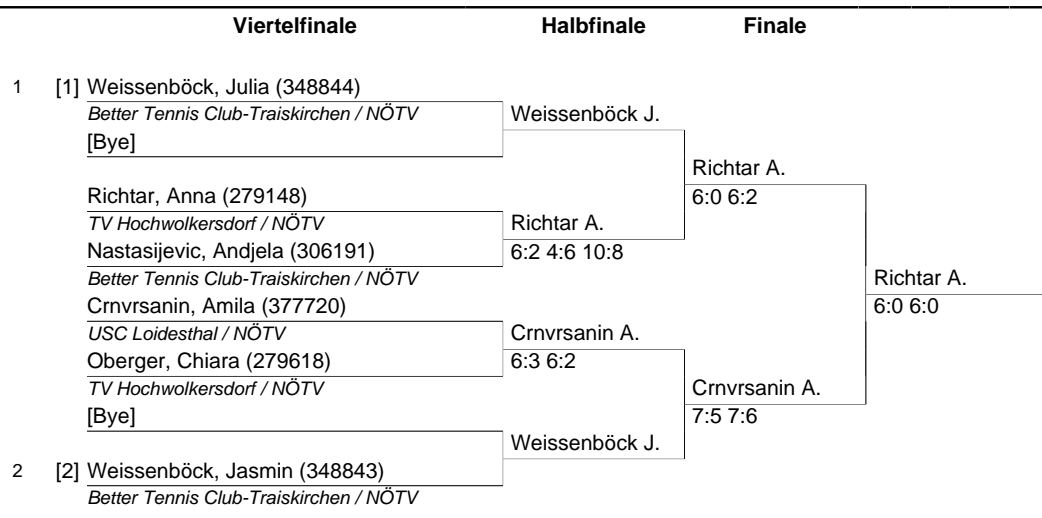 Viertelfinale Halbfinale Finale
1 [1] Weissenböck, Julia (348844)
Better Tennis Club-Traiskirchen / NÖTV Weissenböck J.
[Bye]
Richtar A.
Richtar, Anna (279148) 6:0 6:2
TV Hochwolkersdorf / NÖTV Richtar A.
Nastasijevic, Andjela (306191) 6:2 4:6 10:8
Better Tennis Club-Traiskirchen / NÖTV Richtar A.
Crnvrsanin, Amila (377720) 6:0 6:0
USC Loidesthal / NÖTV Crnvrsanin A.
Oberger, Chiara (279618) 6:3 6:2
TV Hochwolkersdorf / NÖTV Crnvrsanin A.
[Bye] 7:5 7:6
Weissenböck J.
2 [2] Weissenböck, Jasmin (348843)
Better Tennis Club-Traiskirchen / NÖTV